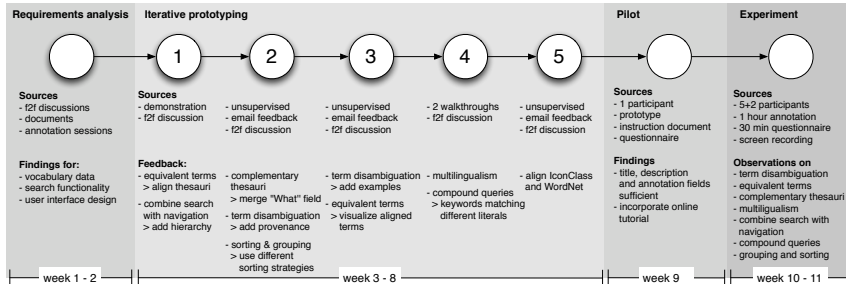 Requirements analysis
Iterative prototyping
Pilot
Experiment
1
2
3
4
5
Sources
- f2f discussions
- documents
- annotation sessions
Findings for:
- vocabulary data
- search functionality
- user interface design
Sources
- demonstration
- f2f discussion
Feedback:
- equivalent terms
> align thesauri
- combine search
with navigation
> add hierarchy
- unsupervised
- email feedback
- f2f discussion
- complementary
thesauri
> merge "What" field
- term disambiguation
> add provenance
- sorting & grouping
> use different
sorting strategies
- unsupervised
- email feedback
- f2f discussion
- term disambiguation
> add examples
- equivalent terms
> visualize aligned
terms
- 2 walkthroughs
- f2f discussion
- multilingualism
- compound queries
> keywords matching
different literals
- unsupervised
- email feedback
- f2f discussion
- align IconClass
and WordNet
Sources
- 1 participant
- prototype
- instruction document
- questionnaire
Findings
- title, description
and annotation fields
sufficient
- incorporate online
tutorial
Sources
- 5+2 participants
- 1 hour annotation
- 30 min questionnaire
- screen recording
Observations on
- term disambiguation
- equivalent terms
- complementary thesauri
- multiligualism
- combine search with
navigation
- compound queries
- grouping and sorting
week 1 - 2
week 3 - 8
week 9
week 10 - 11